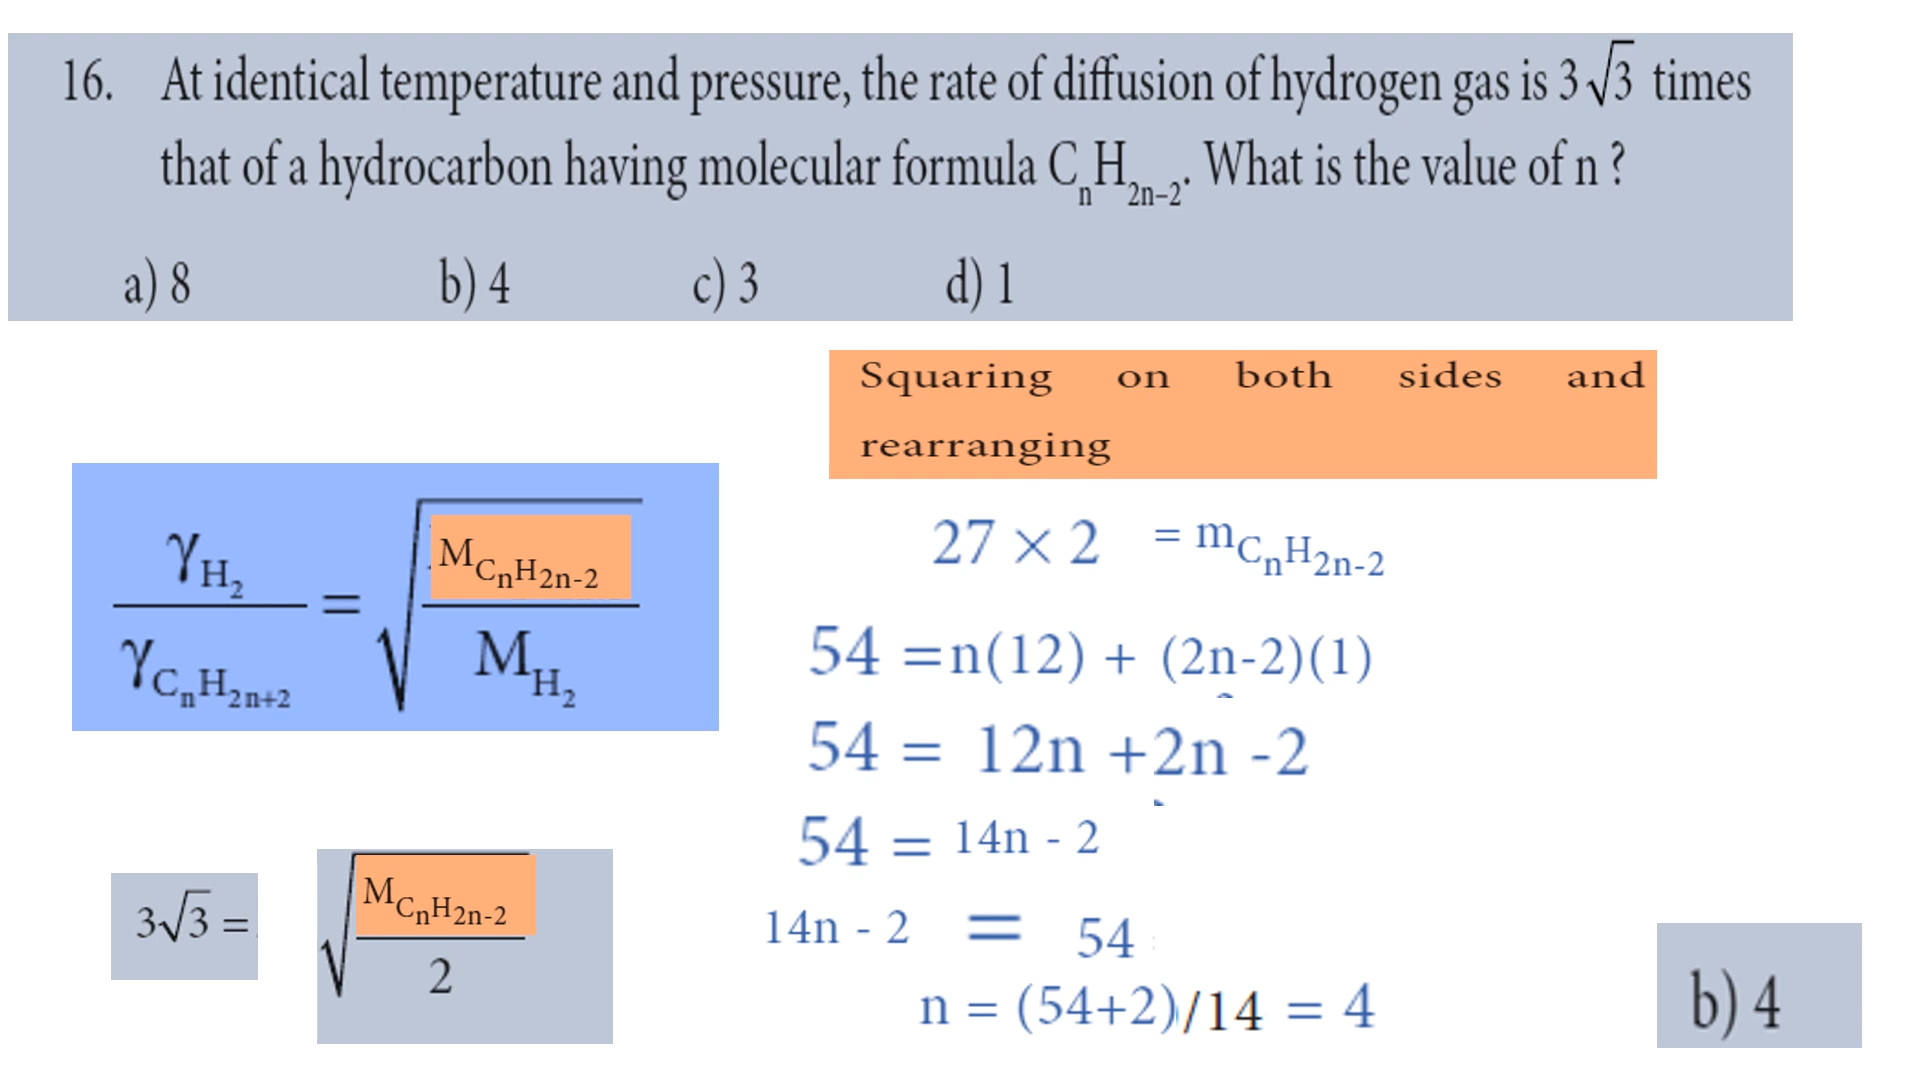 16. At identical temperature and pressure, the rate of diffusion of hydrogen gas is 3√3 times
that of a hydrocarbon having molecular formula CₙH₂ₙ₋₂. What is the value of n ?
a) 8 b) 4 c) 3 d) 1
Squaring on both sides and
rearranging
γH₂ / γCₙH₂ₙ₊₂ = √(MCₙH₂ₙ₋₂ / MH₂)
3√3 = √(MCₙH₂ₙ₋₂ / 2)
27 × 2 = mCₙH₂ₙ₋₂
54 =n(12) + (2n-2)(1)
54 = 12n +2n -2
54 = 14n - 2
14n - 2 = 54
n = (54+2)/14 = 4
b) 4